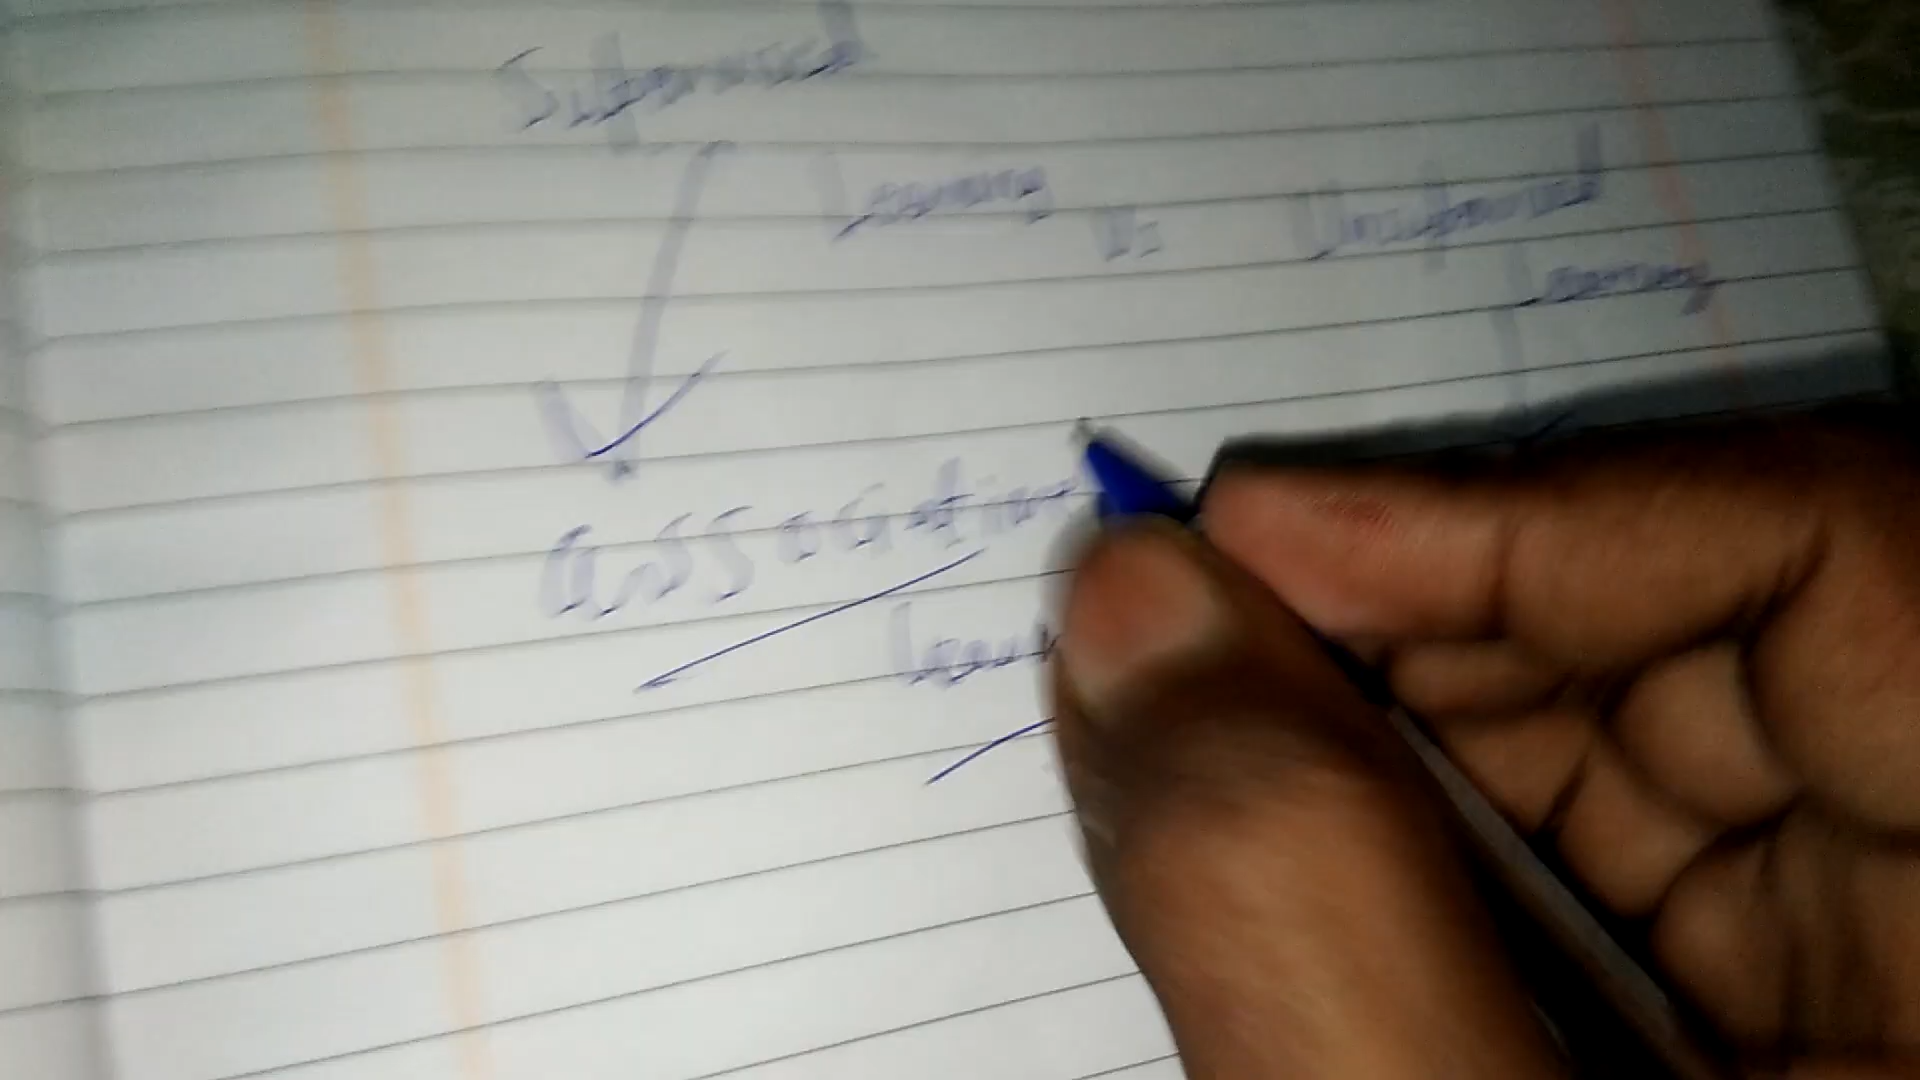 Supervised
Learning Vs Unsupervised
Learning
Association